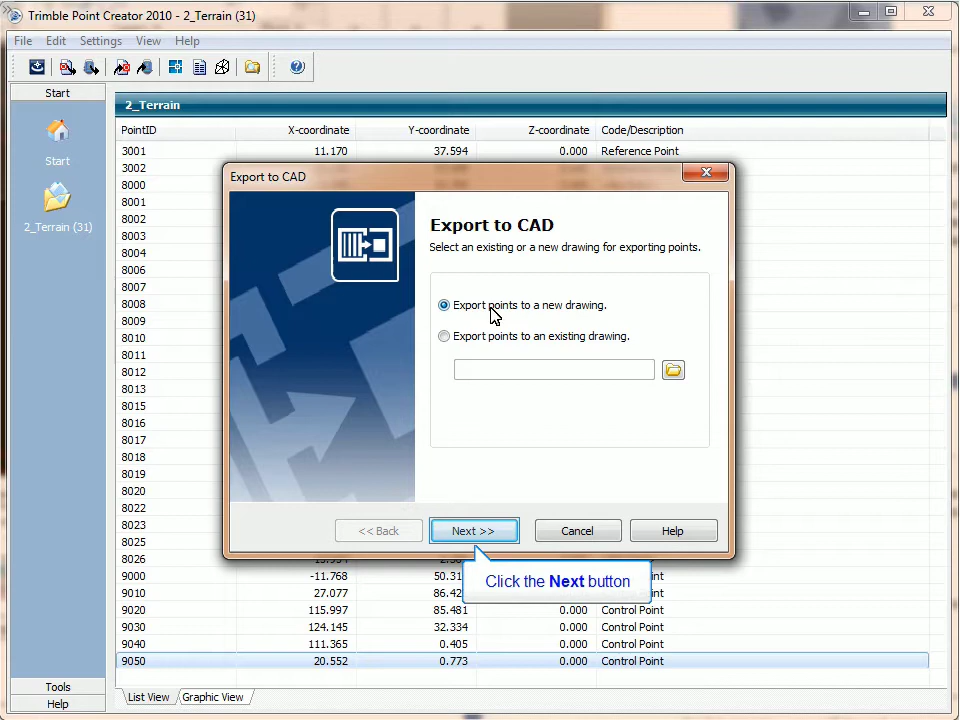 Trimble Point Creator 2010 - 2_Terrain (31)
File Edit Settings View Help
Start
2_Terrain
PointID X-coordinate Y-coordinate Z-coordinate Code/Description
3001 11.170 37.594 0.000 Reference Point
3002
8000
8001
8002
8003
8004
8006
8007
8008
8009
8010
8011
8012
8013
8015
8016
8017
8018
8019
8020
8022
8023
8025
8026
9000 -11.768
9010 27.077
9020 115.997 85.481 0.000 Control Point
9030 124.145 32.334 0.000 Control Point
9040 111.365 0.405 0.000 Control Point
9050 20.552 0.773 0.000 Control Point
Start
2_Terrain (31)
Tools
Help
List View Graphic View
Export to CAD
Export to CAD
Select an existing or a new drawing for exporting points.
Export points to a new drawing.
Export points to an existing drawing.
<< Back Next >> Cancel Help
Click the Next button